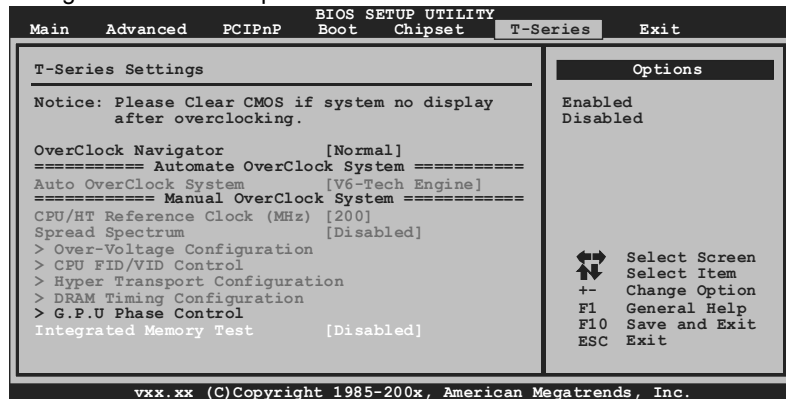 BIOS SETUP UTILITY
Main Advanced PCIPnP Boot Chipset T-Series Exit
T-Series Settings
Notice: Please Clear CMOS if system no display
after overclocking.
OverClock Navigator [Normal]
=========== Automate OverClock System ===========
Auto OverClock System [V6-Tech Engine]
============ Manual OverClock System ============
CPU/HT Reference Clock (MHz) [200]
Spread Spectrum [Disabled]
> Over-Voltage Configuration
> CPU FID/VID Control
> Hyper Transport Configuration
> DRAM Timing Configuration
> G.P.U Phase Control
Integrated Memory Test [Disabled]
Options
Enabled
Disabled
Select Screen
Select Item
+- Change Option
F1 General Help
F10 Save and Exit
ESC Exit
vxx.xx (C)Copyright 1985-200x, American Megatrends, Inc.